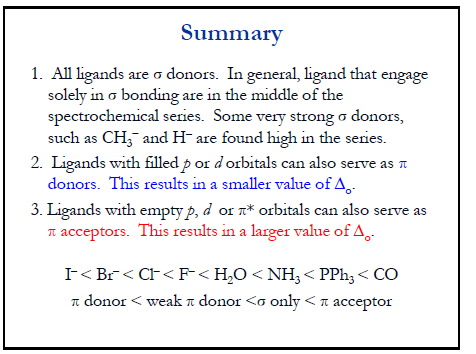 Summary
1. All ligands are σ donors. In general, ligand that engage
solely in σ bonding are in the middle of the
spectrochemical series. Some very strong σ donors,
such as CH₃⁻ and H⁻ are found high in the series.
2. Ligands with filled p or d orbitals can also serve as π
donors. This results in a smaller value of Δₒ.
3. Ligands with empty p, d or π* orbitals can also serve as
π acceptors. This results in a larger value of Δₒ.
I⁻ < Br⁻ < Cl⁻ < F⁻ < H₂O < NH₃ < PPh₃ < CO
π donor < weak π donor <σ only < π acceptor